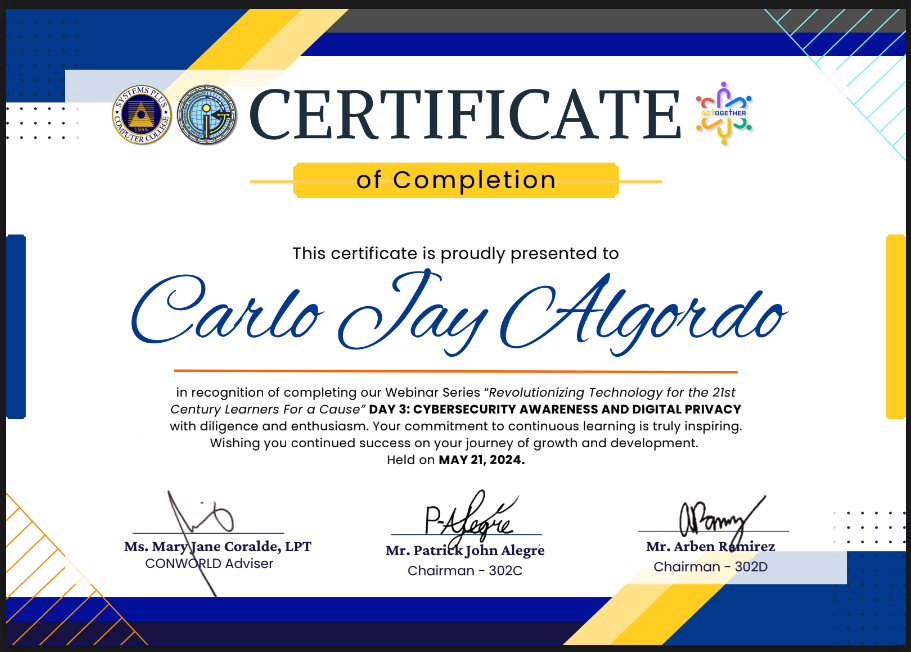 SYSTEMS PLUS
COMPUTER COLLEGE
1988
CERTIFICATE
ACTOGETHER
of Completion
This certificate is proudly presented to
Carlo Jay Algordo
in recognition of completing our Webinar Series “Revolutionizing Technology for the 21st
Century Learners For a Cause” DAY 3: CYBERSECURITY AWARENESS AND DIGITAL PRIVACY
with diligence and enthusiasm. Your commitment to continuous learning is truly inspiring.
Wishing you continued success on your journey of growth and development.
Held on MAY 21, 2024.
P-Alegre
Ms. Mary Jane Coralde, LPT
CONWORLD Adviser
Mr. Patrick John Alegre
Chairman - 302C
Mr. Arben Ramirez
Chairman - 302D